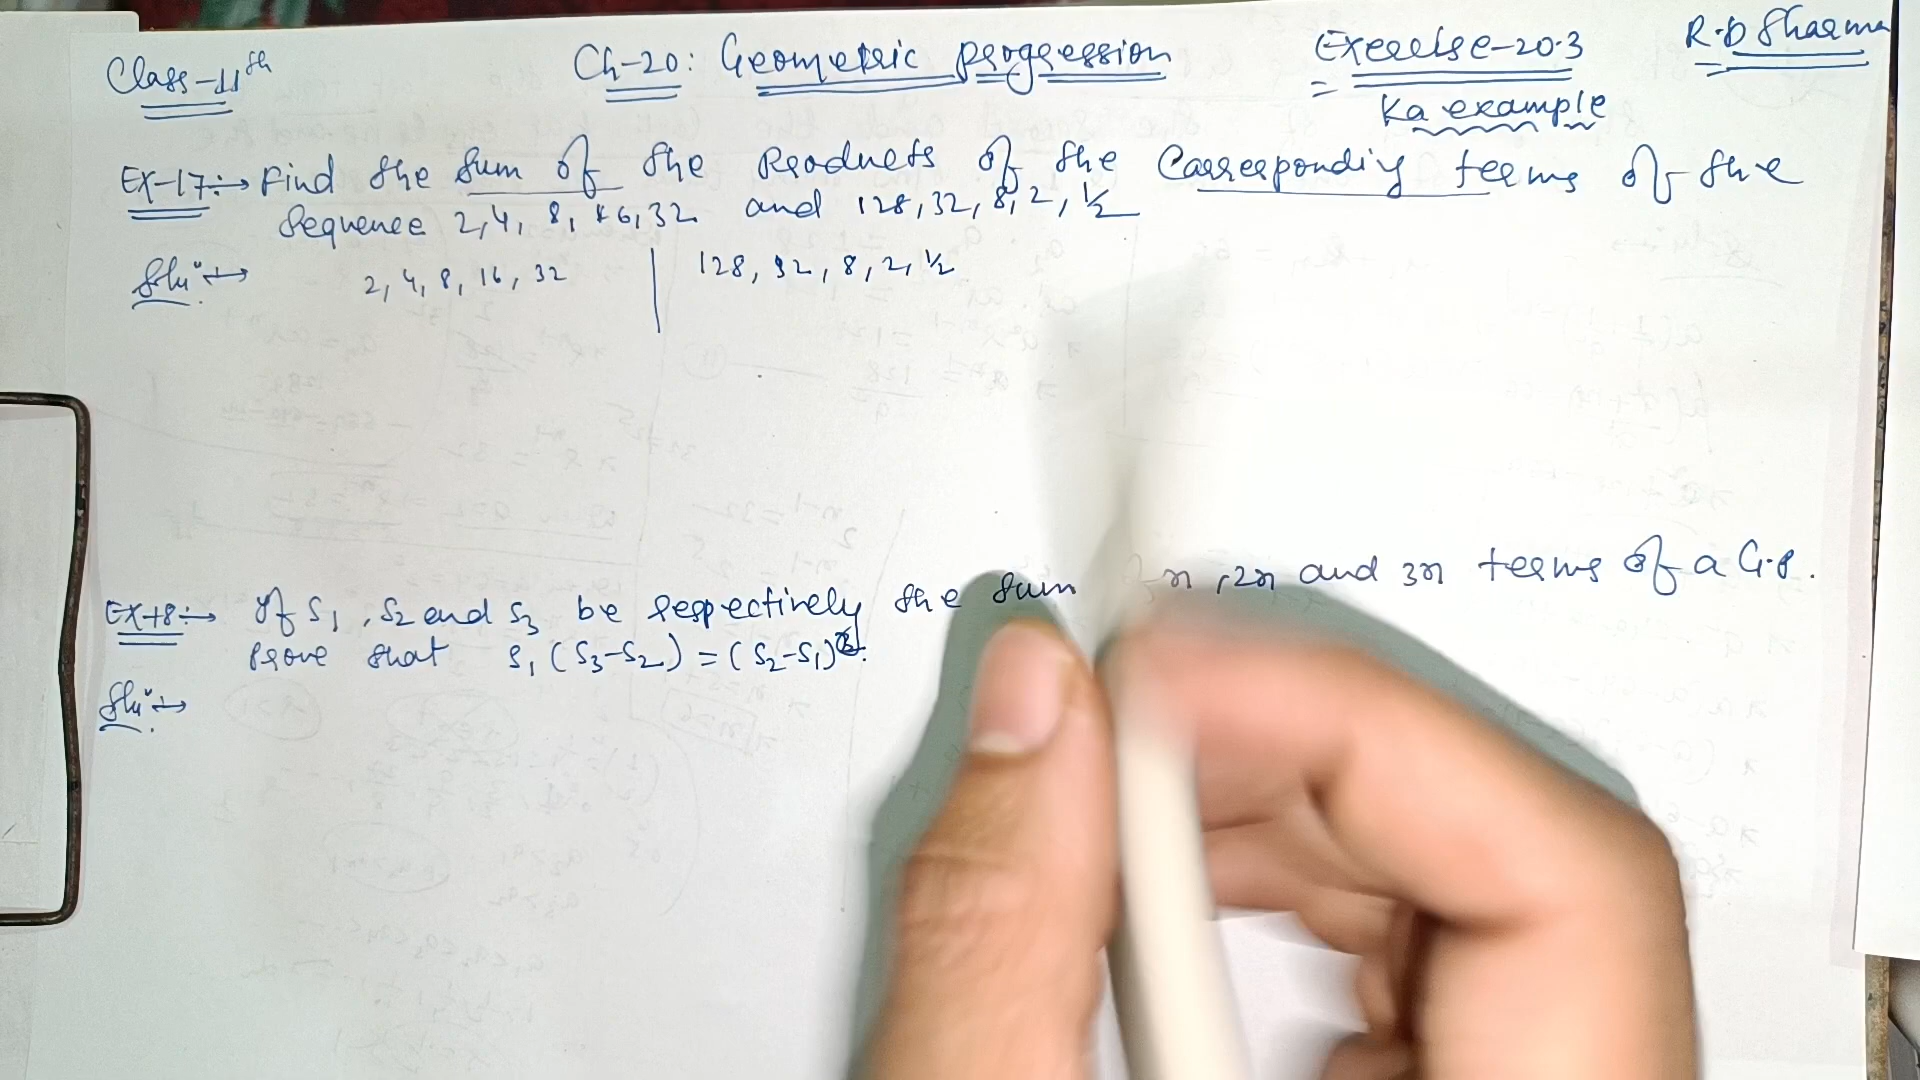 Class-11th Ch-20: Geometric progression Exercise-20.3 R.D Sharma
Ka example
Ex-17:→ Find the sum of the Products of the Corresponding terms of the
Sequence 2,4, 8, 16,32 and 128,32,8,2,1/2
Slu":→ 2, 4, 8, 16, 32 | 128, 32, 8, 2, 1/2
Ex-18:→ If S1, S2 and S3 be respectively the sum n, 2n and 3n terms of a G.P.
Prove that S1 (S3-S2) = (S2-S1)2.
Slu":→